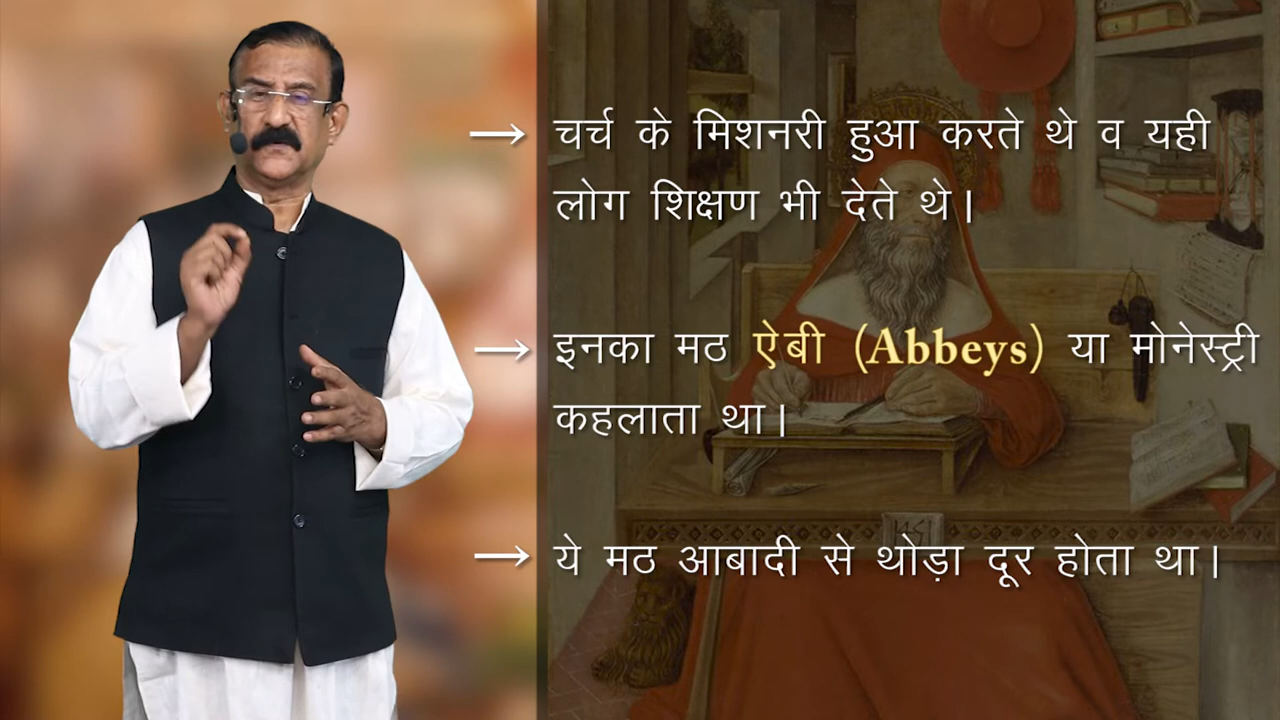 → चर्च के मिशनरी हुआ करते थे व यही
लोग शिक्षण भी देते थे।
→ इनका मठ ऐबी (Abbeys) या मोनेस्ट्री
कहलाता था।
→ ये मठ आबादी से थोड़ा दूर होता था।